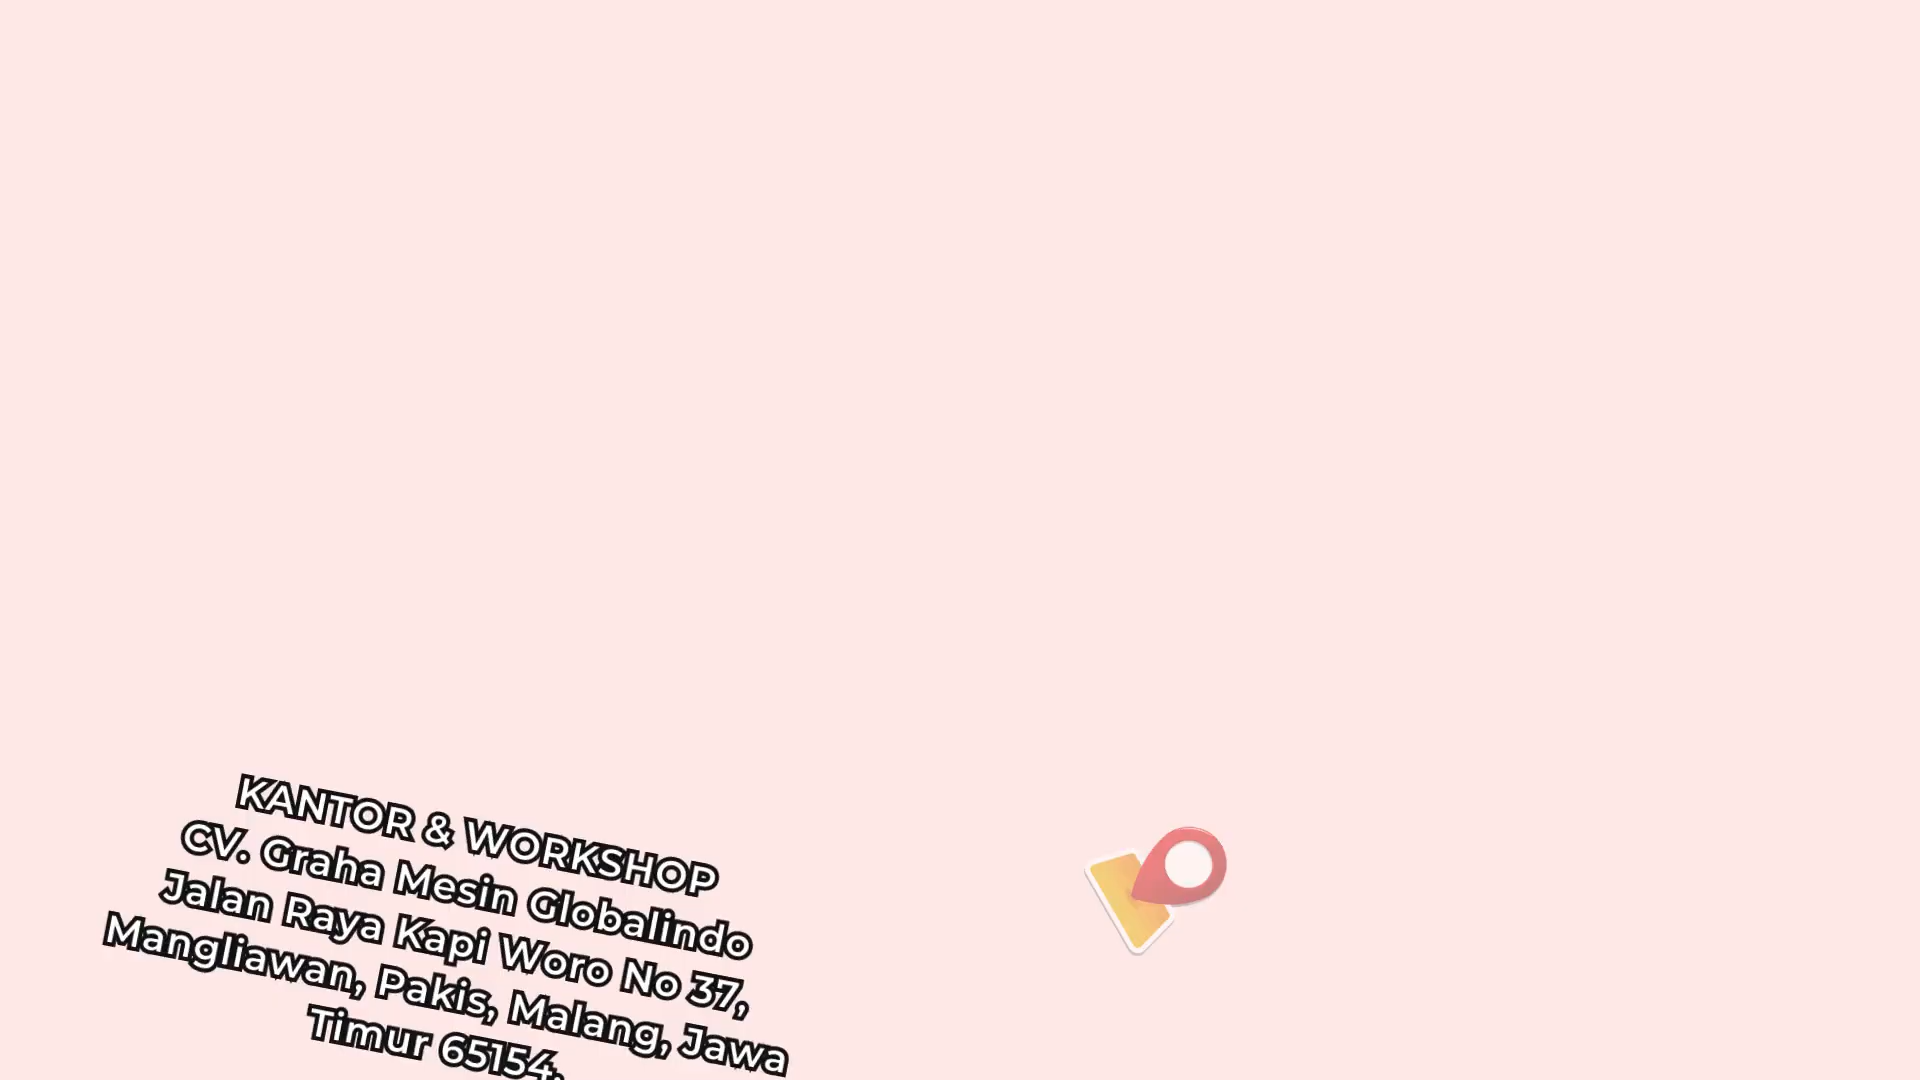 KANTOR & WORKSHOP
CV. Graha Mesin Globalindo
Jalan Raya Kapi Woro No 37,
Mangliawan, Pakis, Malang, Jawa
Timur 65154.